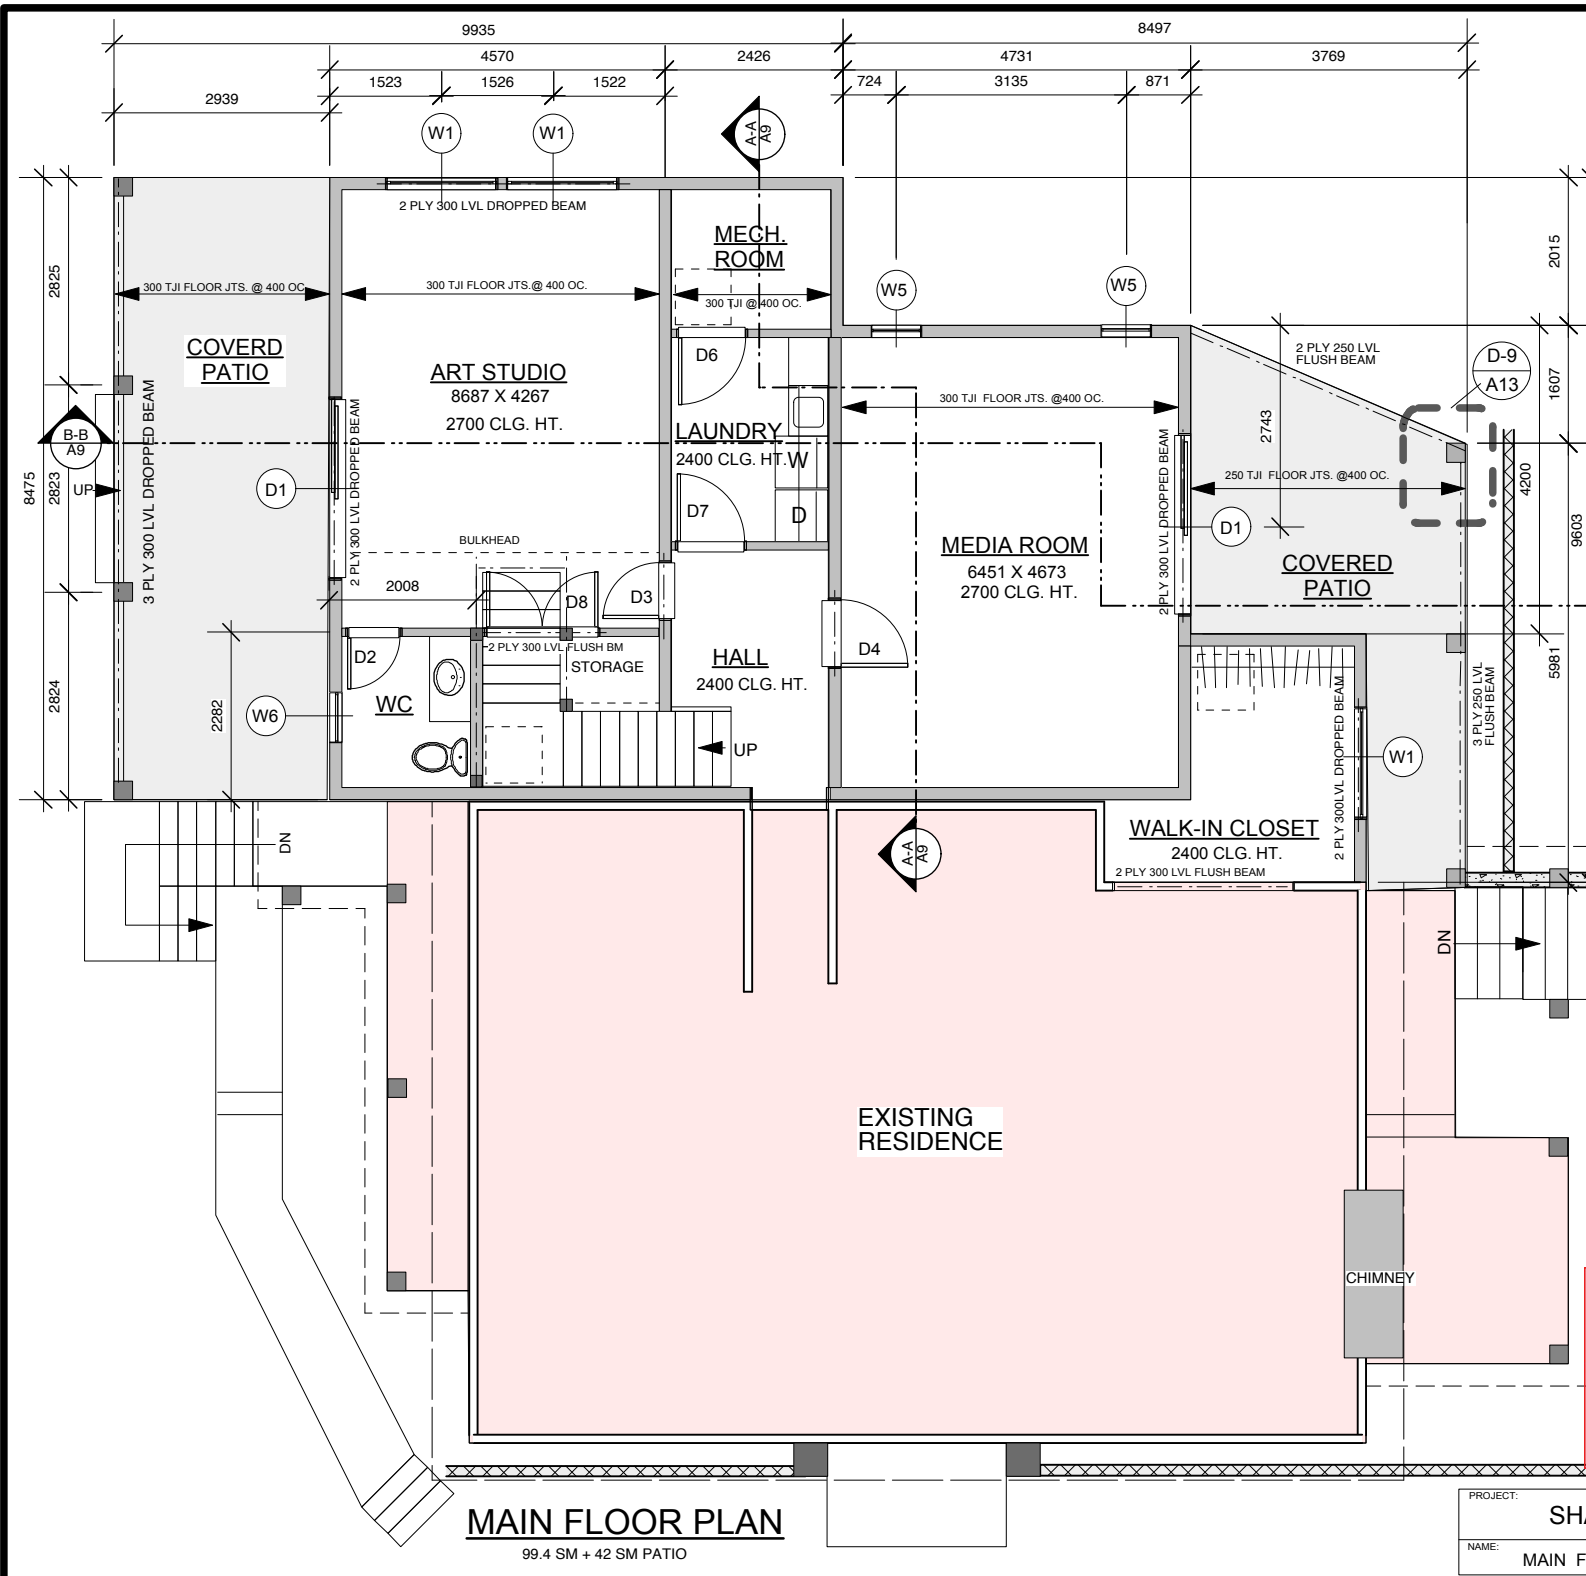 9935
8497
4570
2426
4731
3769
1523
1526
1522
724
3135
871
2939
W1
W1
A-A
A9
2 PLY 300 LVL DROPPED BEAM
MECH.
ROOM
W5
W5
2015
2825
300 TJI FLOOR JTS. @ 400 OC.
300 TJI FLOOR JTS.@ 400 OC.
300 TJI @ 400 OC.
COVERD
PATIO
ART STUDIO
8687 X 4267
2700 CLG. HT.
D6
2 PLY 250 LVL
FLUSH BEAM
D-9
A13
1607
3 PLY 300 LVL DROPPED BEAM
2 PLY 300 LVL DROPPED BEAM
300 TJI FLOOR JTS. @400 OC.
2743
B-B
A9
LAUNDRY
2400 CLG. HT.
W
8475
2823
UP
D1
D7
D
2 PLY 300 LVL DROPPED BEAM
250 TJI FLOOR JTS. @400 OC.
4200
D1
9603
BULKHEAD
MEDIA ROOM
6451 X 4673
2700 CLG. HT.
COVERED
PATIO
2008
D8
D3
D2
2 PLY 300 LVL FLUSH BM
STORAGE
HALL
2400 CLG. HT.
D4
5981
2824
2282
W6
WC
UP
2 PLY 300LVL DROPPED BEAM
3 PLY 250 LVL
FLUSH BEAM
W1
DN
A-A
A9
WALK-IN CLOSET
2400 CLG. HT.
2 PLY 300 LVL FLUSH BEAM
DN
EXISTING
RESIDENCE
CHIMNEY
MAIN FLOOR PLAN
99.4 SM + 42 SM PATIO
PROJECT:
SHA
NAME:
MAIN F